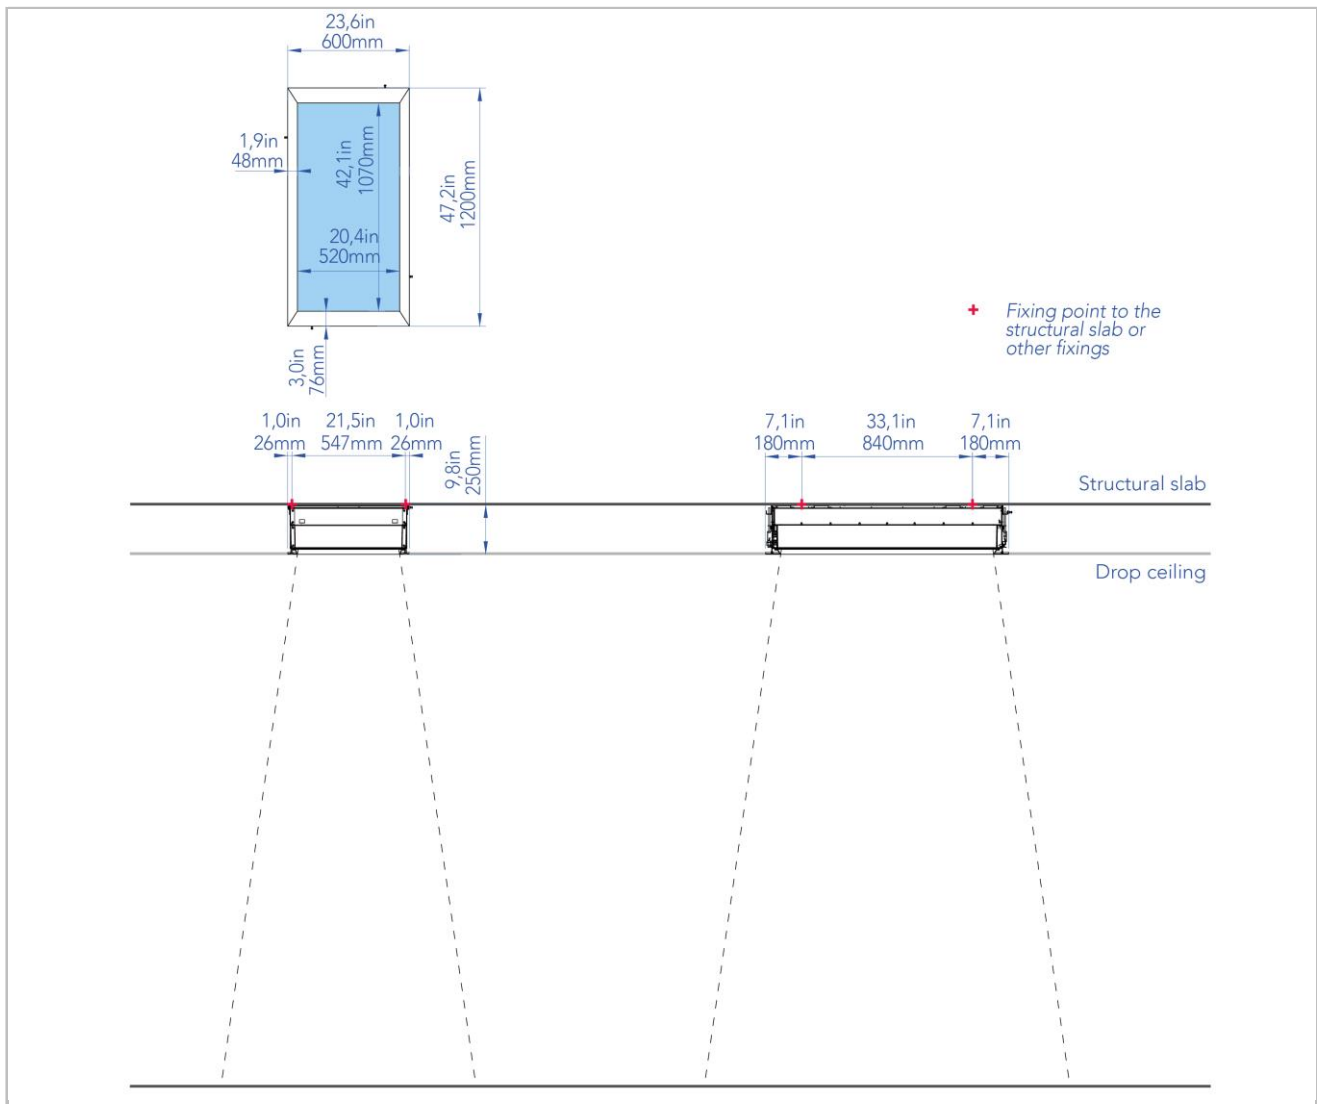 23,6in
600mm
1,9in
48mm
42,1in
1070mm
47,2in
1200mm
20,4in
520mm
3,0in
76mm
+ Fixing point to the
structural slab or
other fixings
1,0in 21,5in 1,0in
26mm 547mm 26mm
9,8in
250mm
7,1in 33,1in 7,1in
180mm 840mm 180mm
Structural slab
Drop ceiling